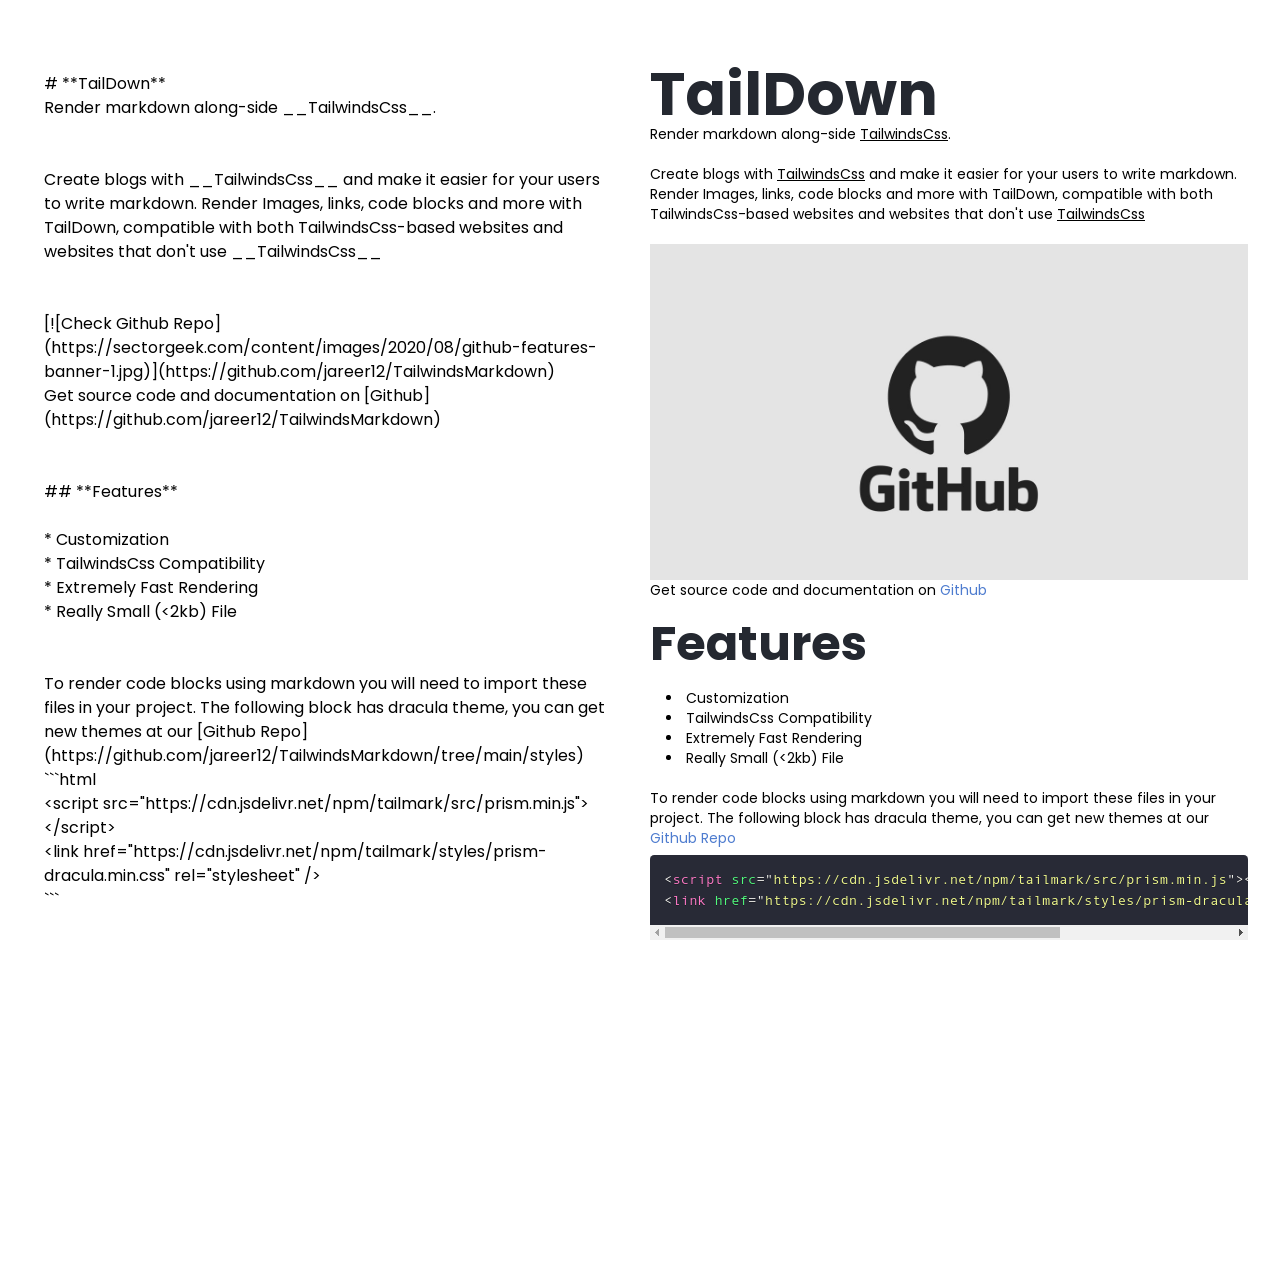 # **TailDown**
Render markdown along-side __TailwindsCss__.
Create blogs with __TailwindsCss__ and make it easier for your users
to write markdown. Render Images, links, code blocks and more with
TailDown, compatible with both TailwindsCss-based websites and
websites that don't use __TailwindsCss__
[![Check Github Repo]
(https://sectorgeek.com/content/images/2020/08/github-features-
banner-1.jpg)](https://github.com/jareer12/TailwindsMarkdown)
Get source code and documentation on [Github]
(https://github.com/jareer12/TailwindsMarkdown)
## **Features**
* Customization
* TailwindsCss Compatibility
* Extremely Fast Rendering
* Really Small (<2kb) File
To render code blocks using markdown you will need to import these
files in your project. The following block has dracula theme, you can get
new themes at our [Github Repo]
(https://github.com/jareer12/TailwindsMarkdown/tree/main/styles)
```html
<script src="https://cdn.jsdelivr.net/npm/tailmark/src/prism.min.js">
</script>
<link href="https://cdn.jsdelivr.net/npm/tailmark/styles/prism-
dracula.min.css" rel="stylesheet" />
```
TailDown
Render markdown along-side TailwindsCss.
Create blogs with TailwindsCss and make it easier for your users to write markdown.
Render Images, links, code blocks and more with TailDown, compatible with both
TailwindsCss-based websites and websites that don't use TailwindsCss
GitHub
Get source code and documentation on Github
Features
• Customization
• TailwindsCss Compatibility
• Extremely Fast Rendering
• Really Small (<2kb) File
To render code blocks using markdown you will need to import these files in your
project. The following block has dracula theme, you can get new themes at our
Github Repo
<script src="https://cdn.jsdelivr.net/npm/tailmark/src/prism.min.js"><
<link href="https://cdn.jsdelivr.net/npm/tailmark/styles/prism-dracula